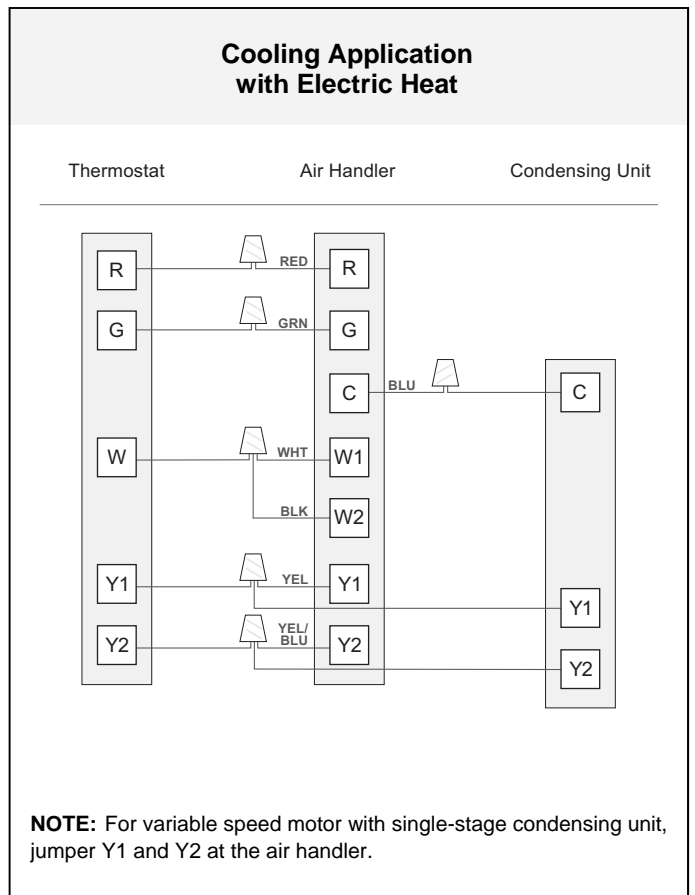 Cooling Application
with Electric Heat
Thermostat Air Handler Condensing Unit
R RED R
G GRN G
C BLU C
W WHT W1
BLK W2
Y1 YEL Y1
Y1
Y2 YEL/
BLU Y2
Y2
NOTE: For variable speed motor with single-stage condensing unit,
jumper Y1 and Y2 at the air handler.